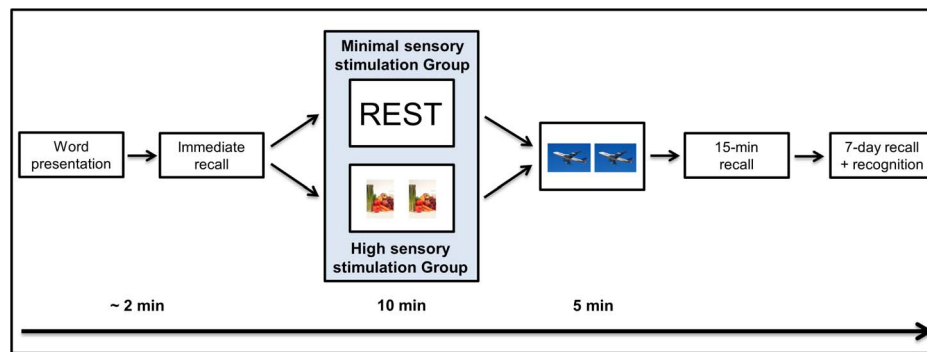 Minimal sensory
stimulation Group
REST
Word
presentation
Immediate
recall
15-min
recall
7-day recall
+ recognition
High sensory
stimulation Group
~ 2 min
10 min
5 min